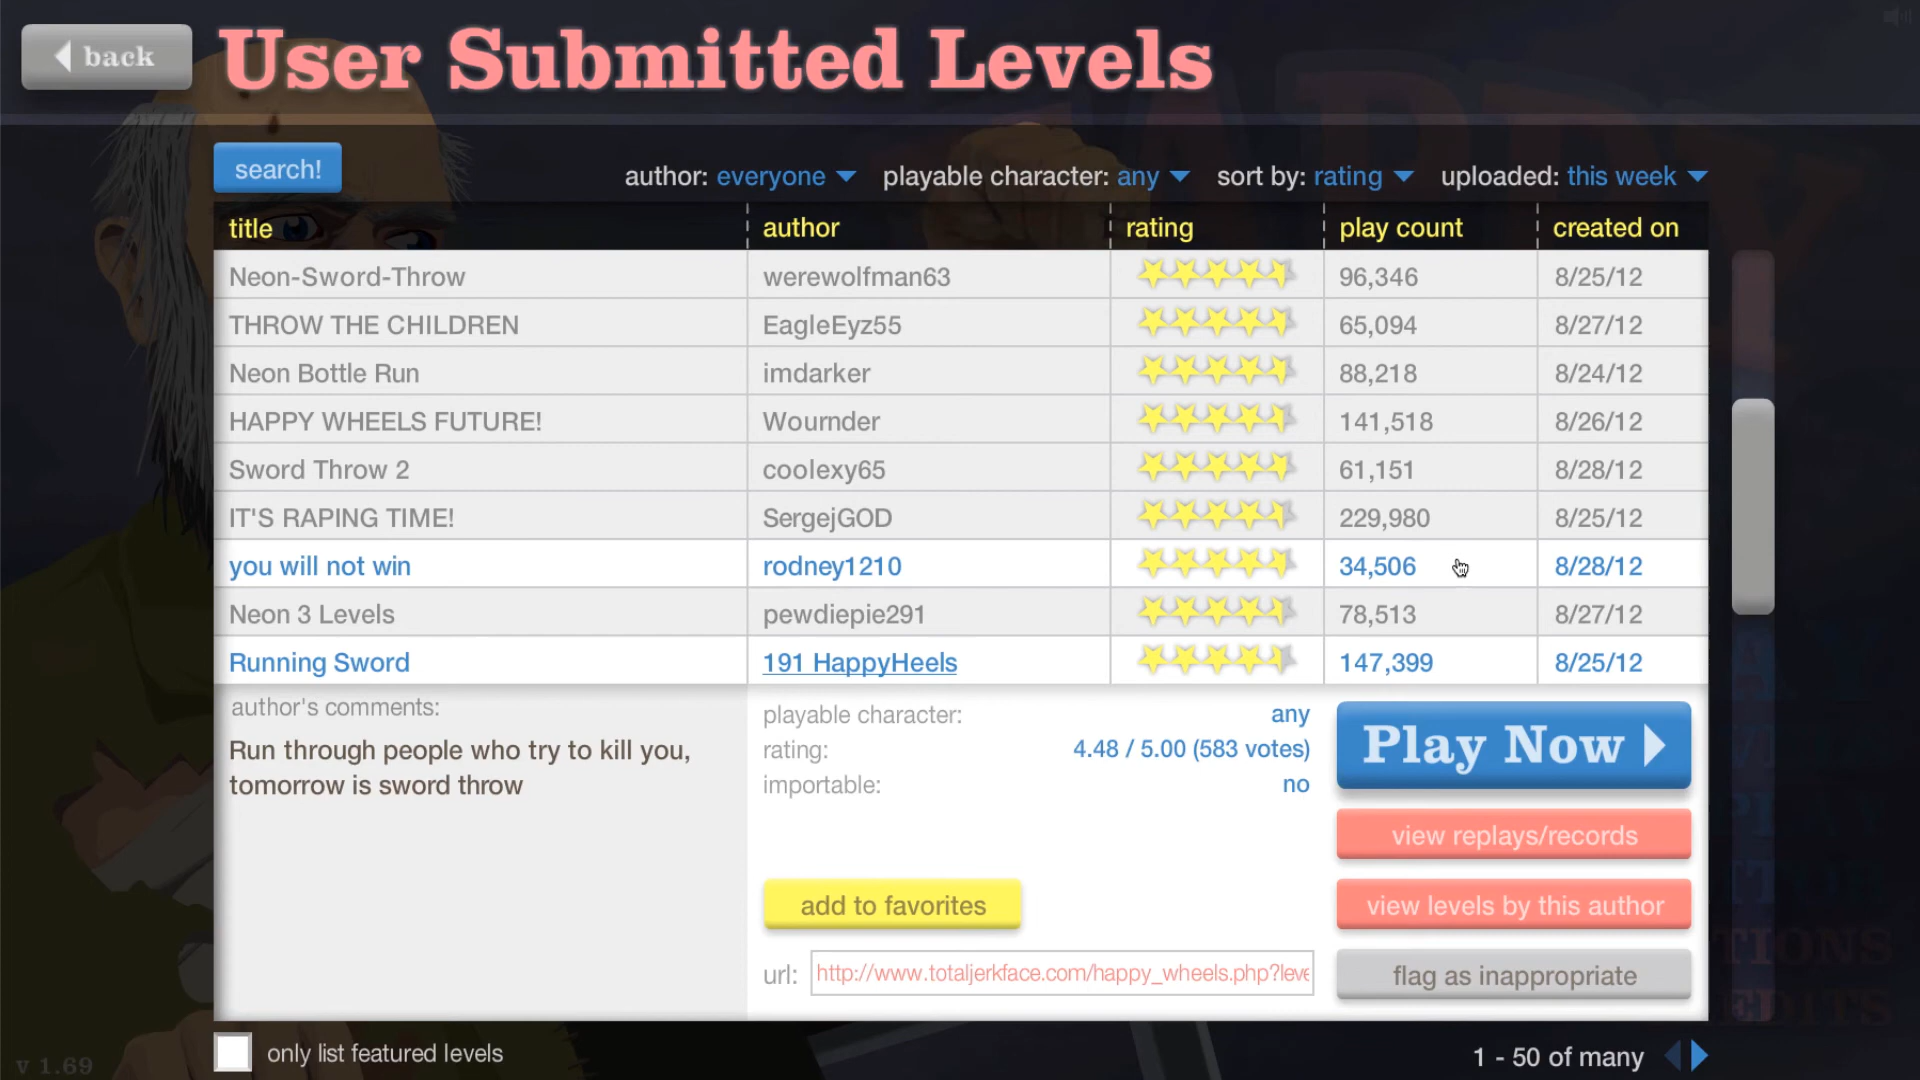 back
User Submitted Levels
search!
author: everyone playable character: any sort by: rating uploaded: this week
title author rating play count created on
Neon-Sword-Throw werewolfman63 96,346 8/25/12
THROW THE CHILDREN EagleEyz55 65,094 8/27/12
Neon Bottle Run imdarker 88,218 8/24/12
HAPPY WHEELS FUTURE! Wournder 141,518 8/26/12
Sword Throw 2 coolexy65 61,151 8/28/12
IT'S RAPING TIME! SergejGOD 229,980 8/25/12
you will not win rodney1210 34,506 8/28/12
Neon 3 Levels pewdiepie291 78,513 8/27/12
Running Sword 191 HappyHeels 147,399 8/25/12
author's comments:
Run through people who try to kill you,
tomorrow is sword throw
playable character: any
rating: 4.48 / 5.00 (583 votes)
importable: no
add to favorites
url: http://www.totaljerkface.com/happy_wheels.php?leve
Play Now
view replays/records
view levels by this author
flag as inappropriate
only list featured levels
1 - 50 of many
v 1.69